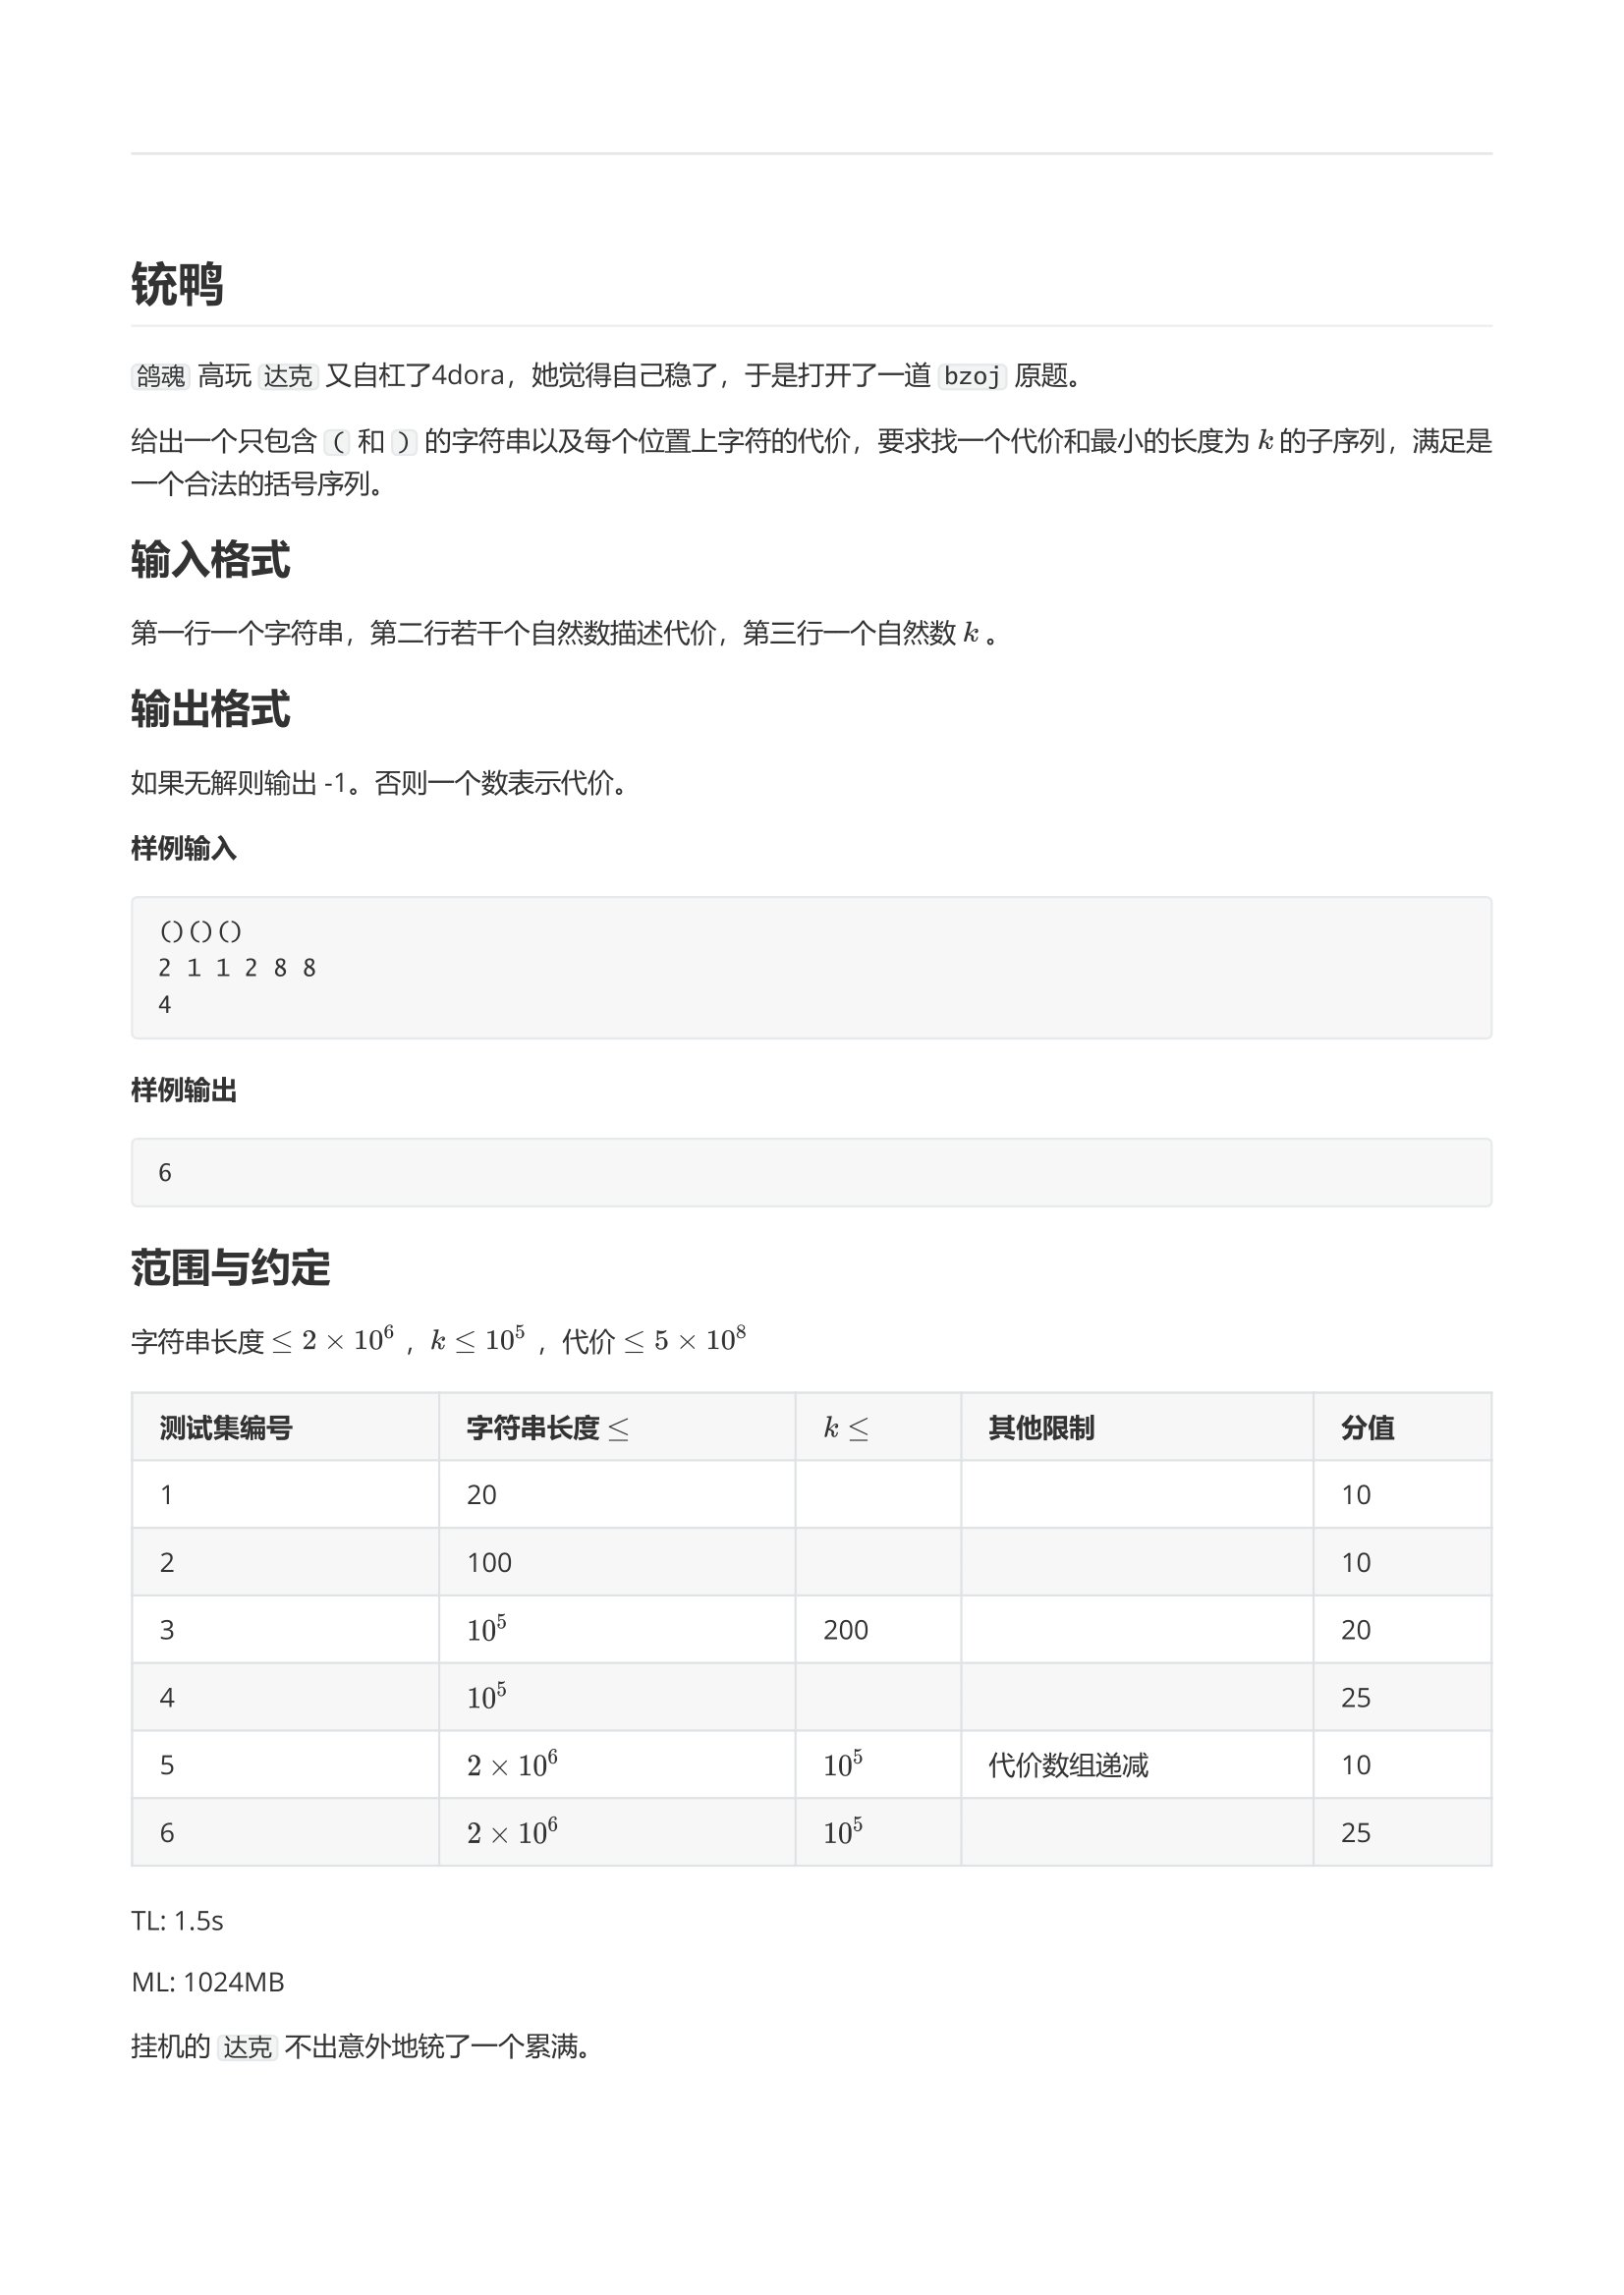 铳鸭
鸽魂 高玩 达克 又自杠了4dora，她觉得自己稳了，于是打开了一道 bzoj 原题。
给出一个只包含 ( 和 ) 的字符串以及每个位置上字符的代价，要求找一个代价和最小的长度为 k 的子序列，满足是
一个合法的括号序列。
输入格式
第一行一个字符串，第二行若干个自然数描述代价，第三行一个自然数 k 。
输出格式
如果无解则输出 -1。否则一个数表示代价。
样例输入
()()()
2 1 1 2 8 8
4
样例输出
6
范围与约定
字符串长度 ≤ 2 × 10^6 ，k ≤ 10^5 ，代价 ≤ 5 × 10^8
测试集编号 字符串长度 ≤ k ≤ 其他限制 分值
1 20 10
2 100 10
3 10^5 200 20
4 10^5 25
5 2 × 10^6 10^5 代价数组递减 10
6 2 × 10^6 10^5 25
TL: 1.5s
ML: 1024MB
挂机的 达克 不出意外地铳了一个累满。